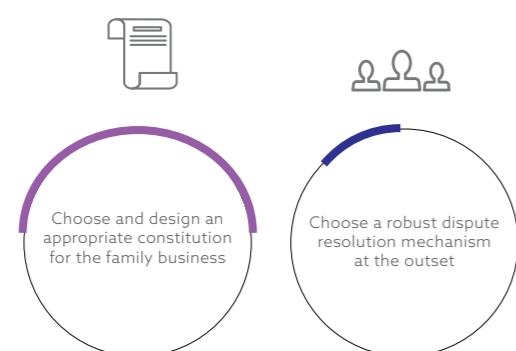 Choose and design an
appropriate constitution
for the family business
Choose a robust dispute
resolution mechanism
at the outset